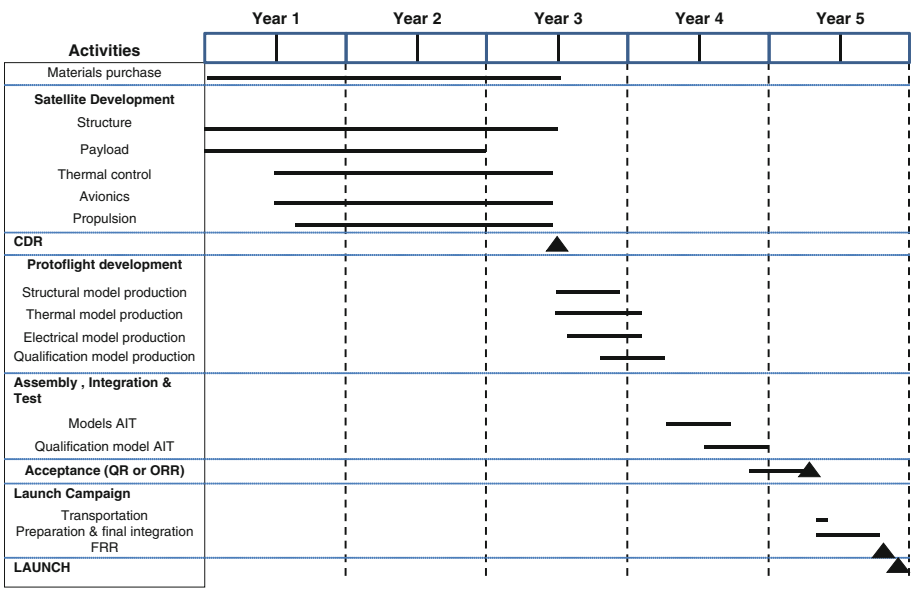 Year 1 Year 2 Year 3 Year 4 Year 5
Activities
Materials purchase
Satellite Development
Structure
Payload
Thermal control
Avionics
Propulsion
CDR
Protoflight development
Structural model production
Thermal model production
Electrical model production
Qualification model production
Assembly , Integration &
Test
Models AIT
Qualification model AIT
Acceptance (QR or ORR)
Launch Campaign
Transportation
Preparation & final integration
FRR
LAUNCH